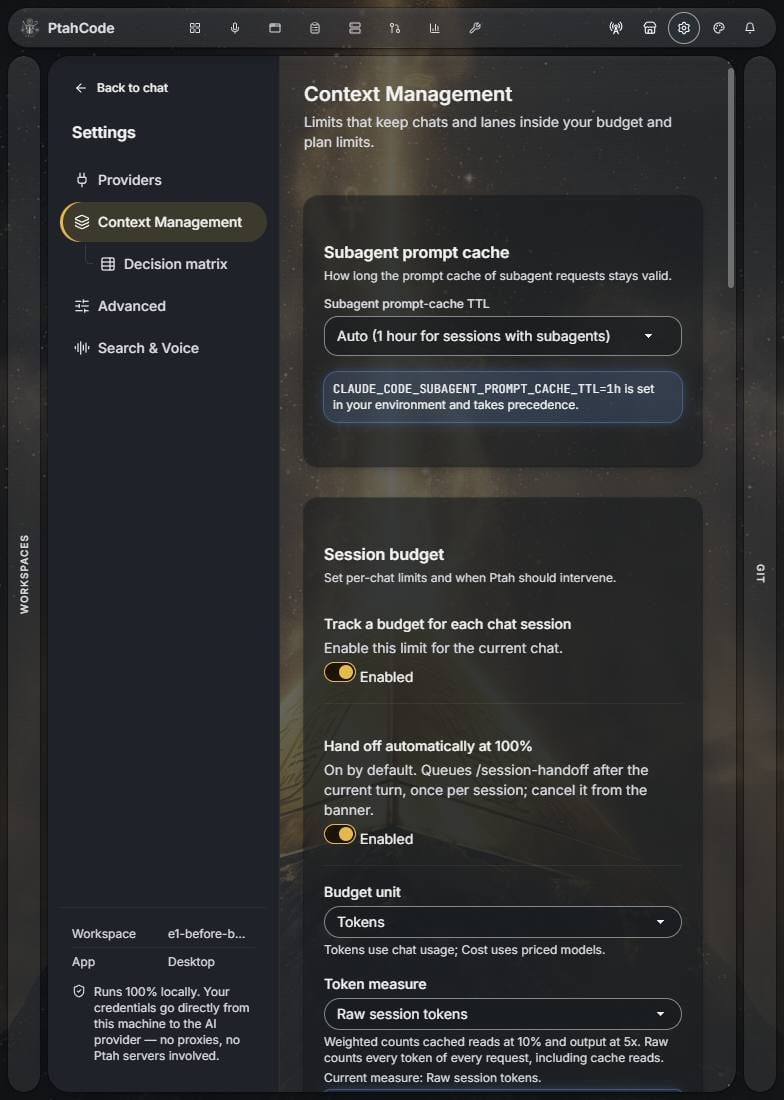 PtahCode
WORKSPACES
Back to chat
Settings
Providers
Context Management
Decision matrix
Advanced
Search & Voice
Workspace e1-before-b...
App Desktop
Runs 100% locally. Your
credentials go directly from
this machine to the AI
provider — no proxies, no
Ptah servers involved.
Context Management
Limits that keep chats and lanes inside your budget and
plan limits.
Subagent prompt cache
How long the prompt cache of subagent requests stays valid.
Subagent prompt-cache TTL
Auto (1 hour for sessions with subagents)
CLAUDE_CODE_SUBAGENT_PROMPT_CACHE_TTL=1h is set
in your environment and takes precedence.
Session budget
Set per-chat limits and when Ptah should intervene.
Track a budget for each chat session
Enable this limit for the current chat.
Enabled
Hand off automatically at 100%
On by default. Queues /session-handoff after the
current turn, once per session; cancel it from the
banner.
Enabled
Budget unit
Tokens
Tokens use chat usage; Cost uses priced models.
Token measure
Raw session tokens
Weighted counts cached reads at 10% and output at 5x. Raw
counts every token of every request, including cache reads.
Current measure: Raw session tokens.
GIT